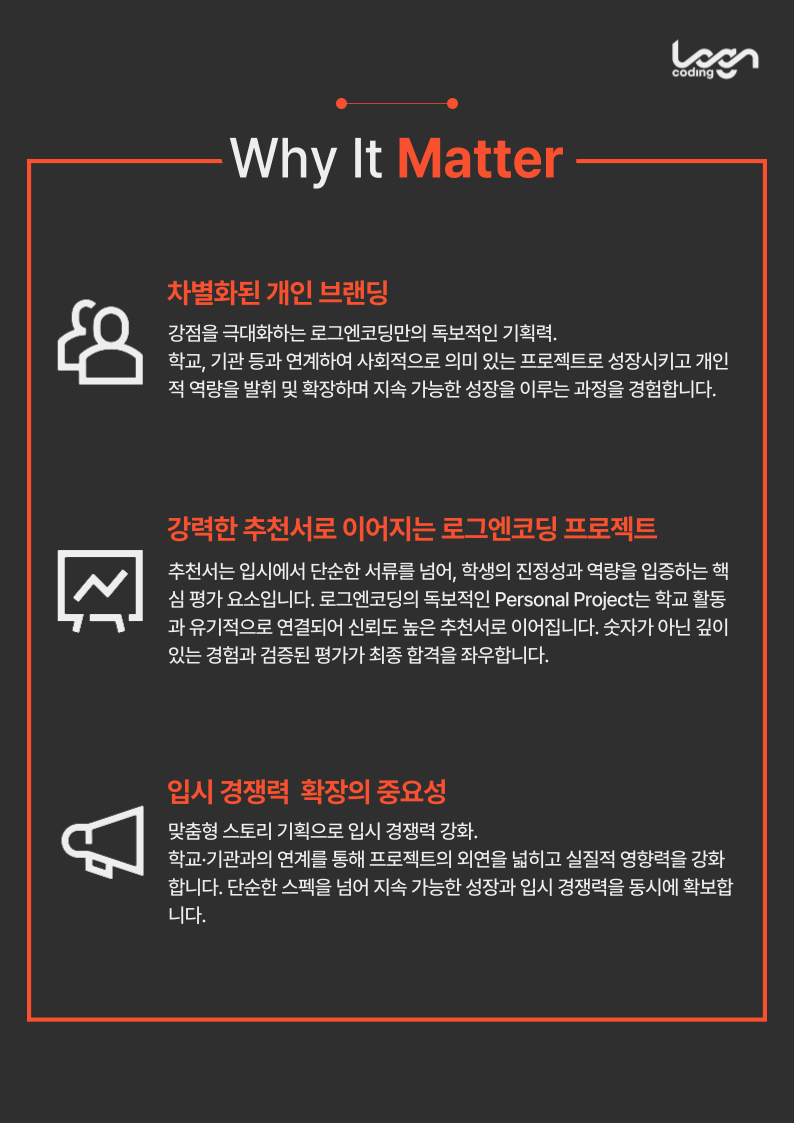 Logn
coding
Why It Matter
차별화된 개인 브랜딩
강점을 극대화하는 로그엔코딩만의 독보적인 기획력.
학교, 기관 등과 연계하여 사회적으로 의미 있는 프로젝트로 성장시키고 개인
적 역량을 발휘 및 확장하며 지속 가능한 성장을 이루는 과정을 경험합니다.
강력한 추천서로 이어지는 로그엔코딩 프로젝트
추천서는 입시에서 단순한 서류를 넘어, 학생의 진정성과 역량을 입증하는 핵
심 평가 요소입니다. 로그엔코딩의 독보적인 Personal Project는 학교 활동
과 유기적으로 연결되어 신뢰도 높은 추천서로 이어집니다. 숫자가 아닌 깊이
있는 경험과 검증된 평가가 최종 합격을 좌우합니다.
입시 경쟁력 확장의 중요성
맞춤형 스토리 기획으로 입시 경쟁력 강화.
학교·기관과의 연계를 통해 프로젝트의 외연을 넓히고 실질적 영향력을 강화
합니다. 단순한 스펙을 넘어 지속 가능한 성장과 입시 경쟁력을 동시에 확보합
니다.